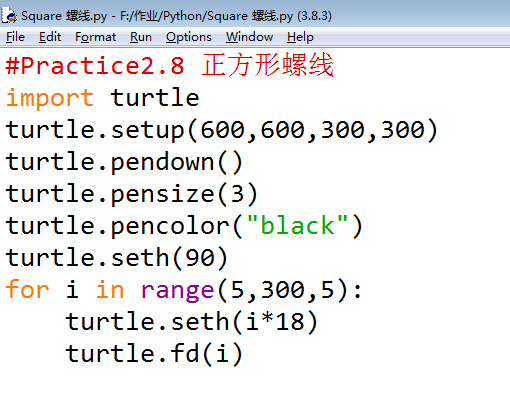 Square 螺线.py - F:/作业/Python/Square 螺线.py (3.8.3)
File Edit Format Run Options Window Help
#Practice2.8 正方形螺线
import turtle
turtle.setup(600,600,300,300)
turtle.pendown()
turtle.pensize(3)
turtle.pencolor("black")
turtle.seth(90)
for i in range(5,300,5):
    turtle.seth(i*18)
    turtle.fd(i)